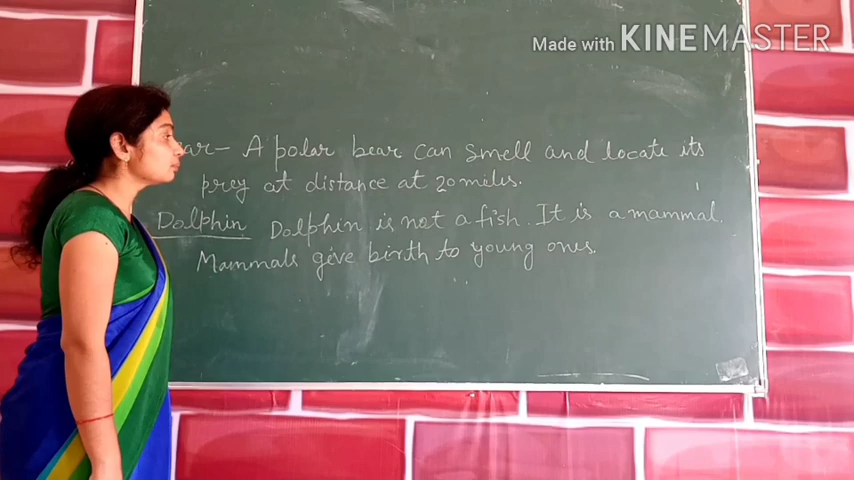 Made with KINEMASTER
ar- A polar bear can smell and locate its
prey at distance at 20 miles.
Dolphin Dolphin is not a fish. It is a mammal.
Mammals give birth to young ones.